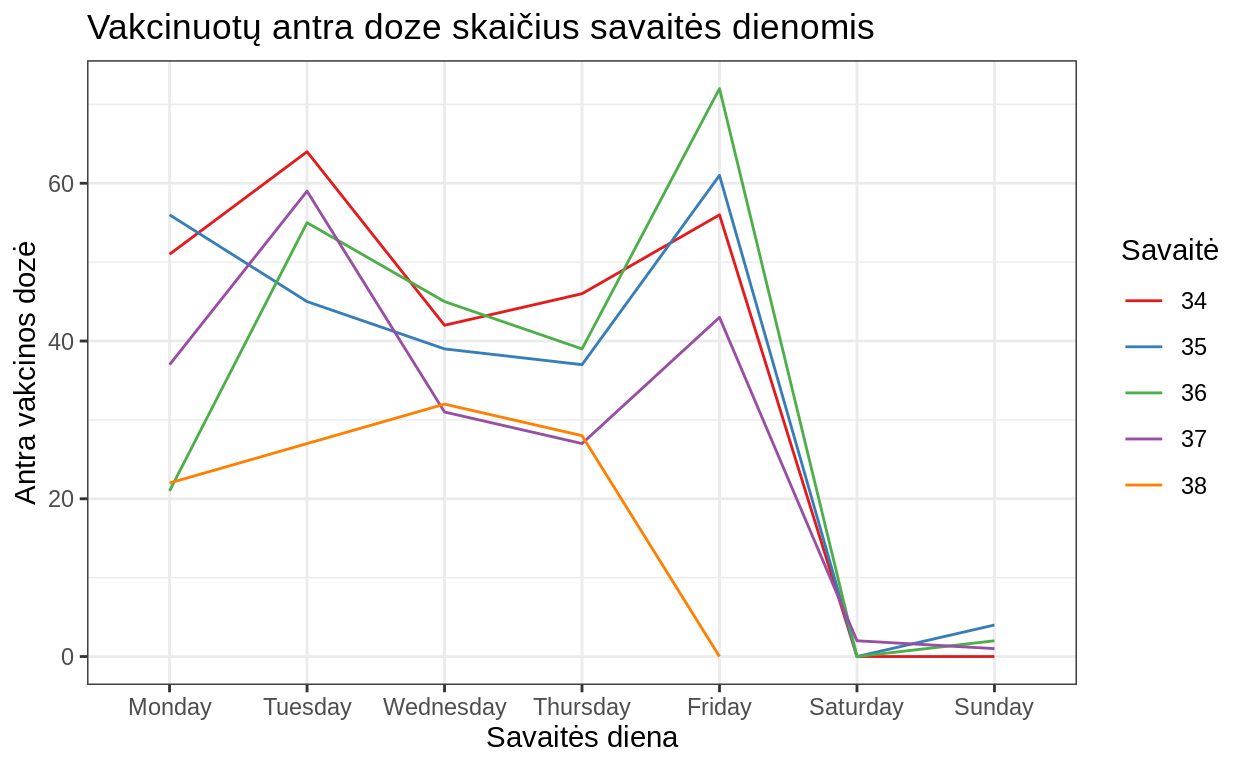 Vakcinuotų antra doze skaičius savaitės dienomis
Antra vakcinos dozė
60
40
20
0
Monday Tuesday Wednesday Thursday Friday Saturday Sunday
Savaitės diena
Savaitė
34
35
36
37
38